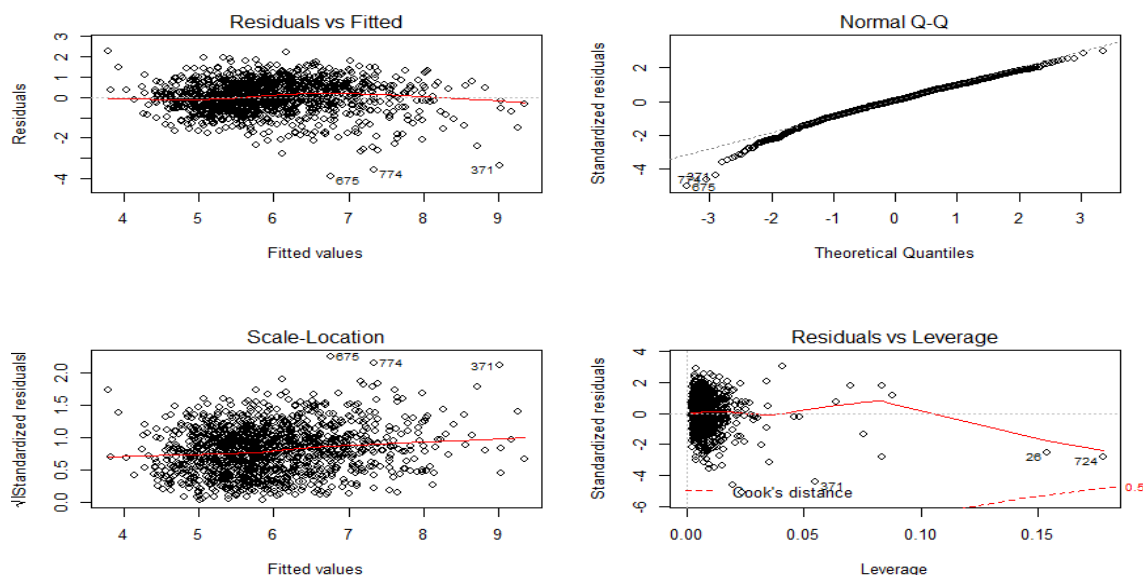 Residuals vs Fitted
Residuals
3
2
1
0
-2
-4
675
774
371
4 5 6 7 8 9
Fitted values
Normal Q-Q
Standardized residuals
2
0
-2
-4
371
774
675
-3 -2 -1 0 1 2 3
Theoretical Quantiles
Scale-Location
√|Standardized residuals|
2.0
1.5
1.0
0.5
0.0
675
774
371
4 5 6 7 8 9
Fitted values
Residuals vs Leverage
Standardized residuals
4
2
0
-2
-4
-6
26
724
371
Cook's distance
0.5
0.00 0.05 0.10 0.15
Leverage